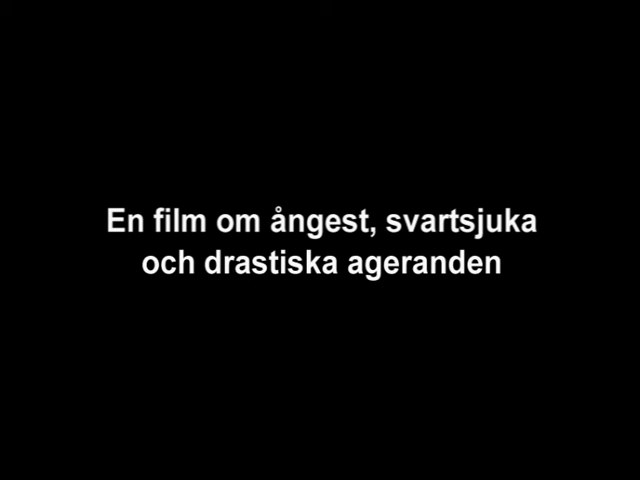 En film om ångest, svartsjuka
och drastiska ageranden